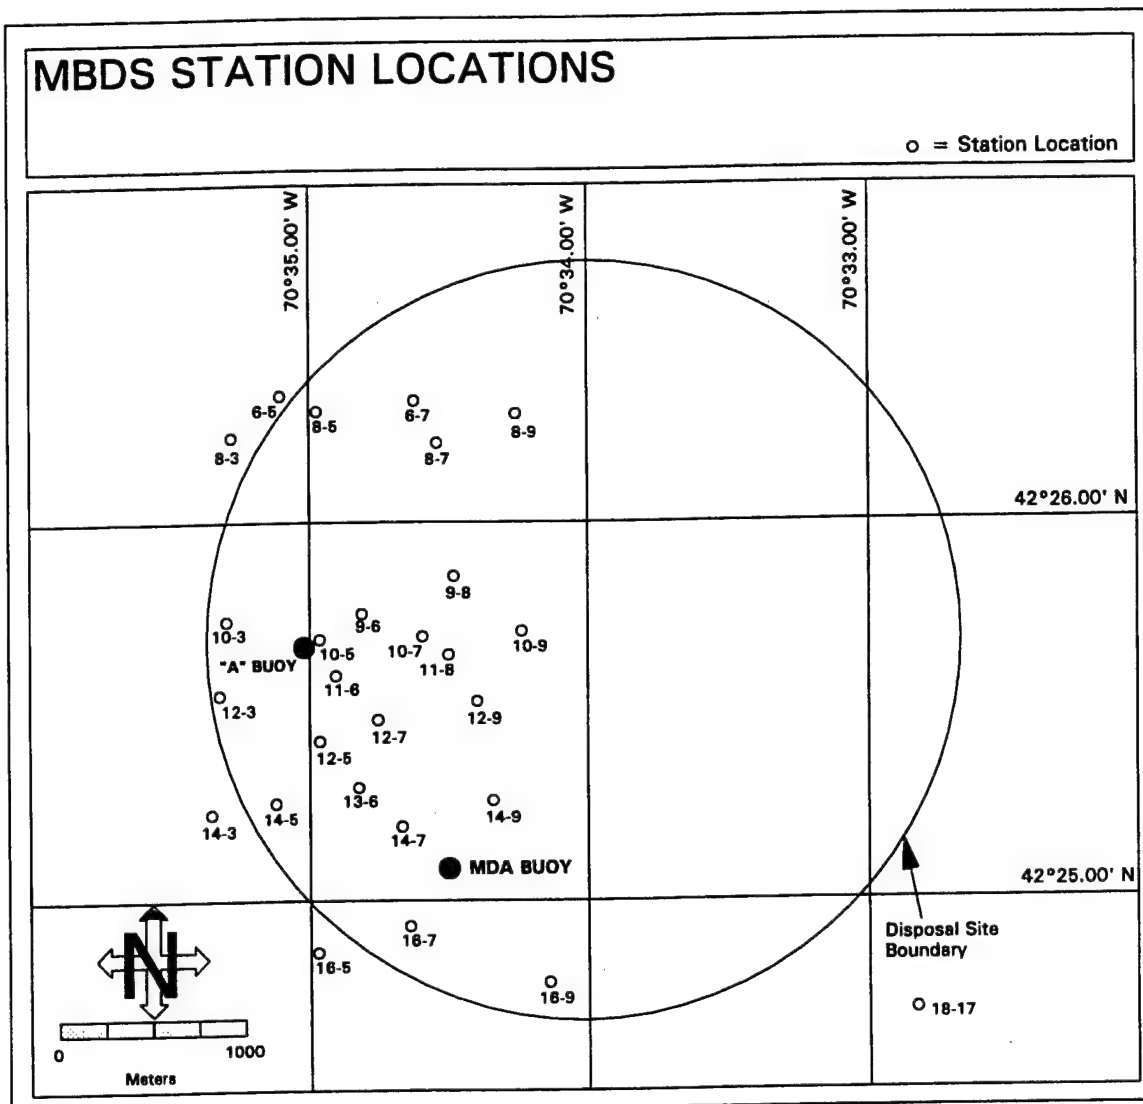 MBDS STATION LOCATIONS
o = Station Location
70°35.00' W
70°34.00' W
70°33.00' W
6-5
8-5
6-7
8-9
8-3
8-7
42°26.00' N
9-8
9-6
10-3
10-5
10-7
10-9
"A" BUOY
11-8
11-6
12-3
12-9
12-7
12-5
13-6
14-9
14-3
14-5
14-7
MDA BUOY
42°25.00' N
Disposal Site
Boundary
16-7
16-5
16-9
18-17
N
0
1000
Meters